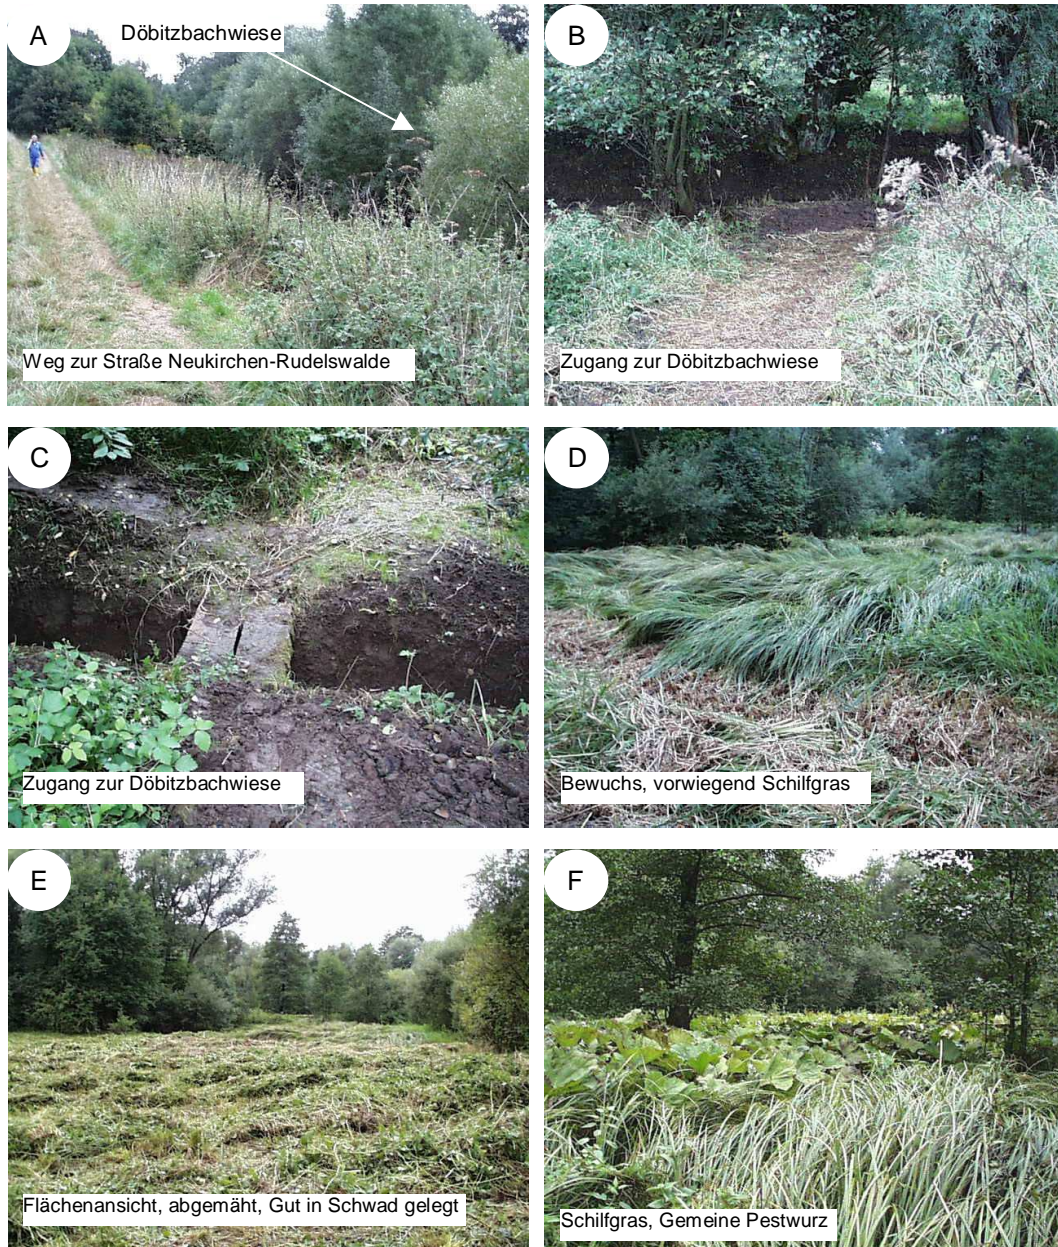 A
Döbitzbachwiese
Weg zur Straße Neukirchen-Rudelswalde
B
Zugang zur Döbitzbachwiese
C
Zugang zur Döbitzbachwiese
D
Bewuchs, vorwiegend Schilfgras
E
Flächenansicht, abgemäht, Gut in Schwad gelegt
F
Schilfgras, Gemeine Pestwurz